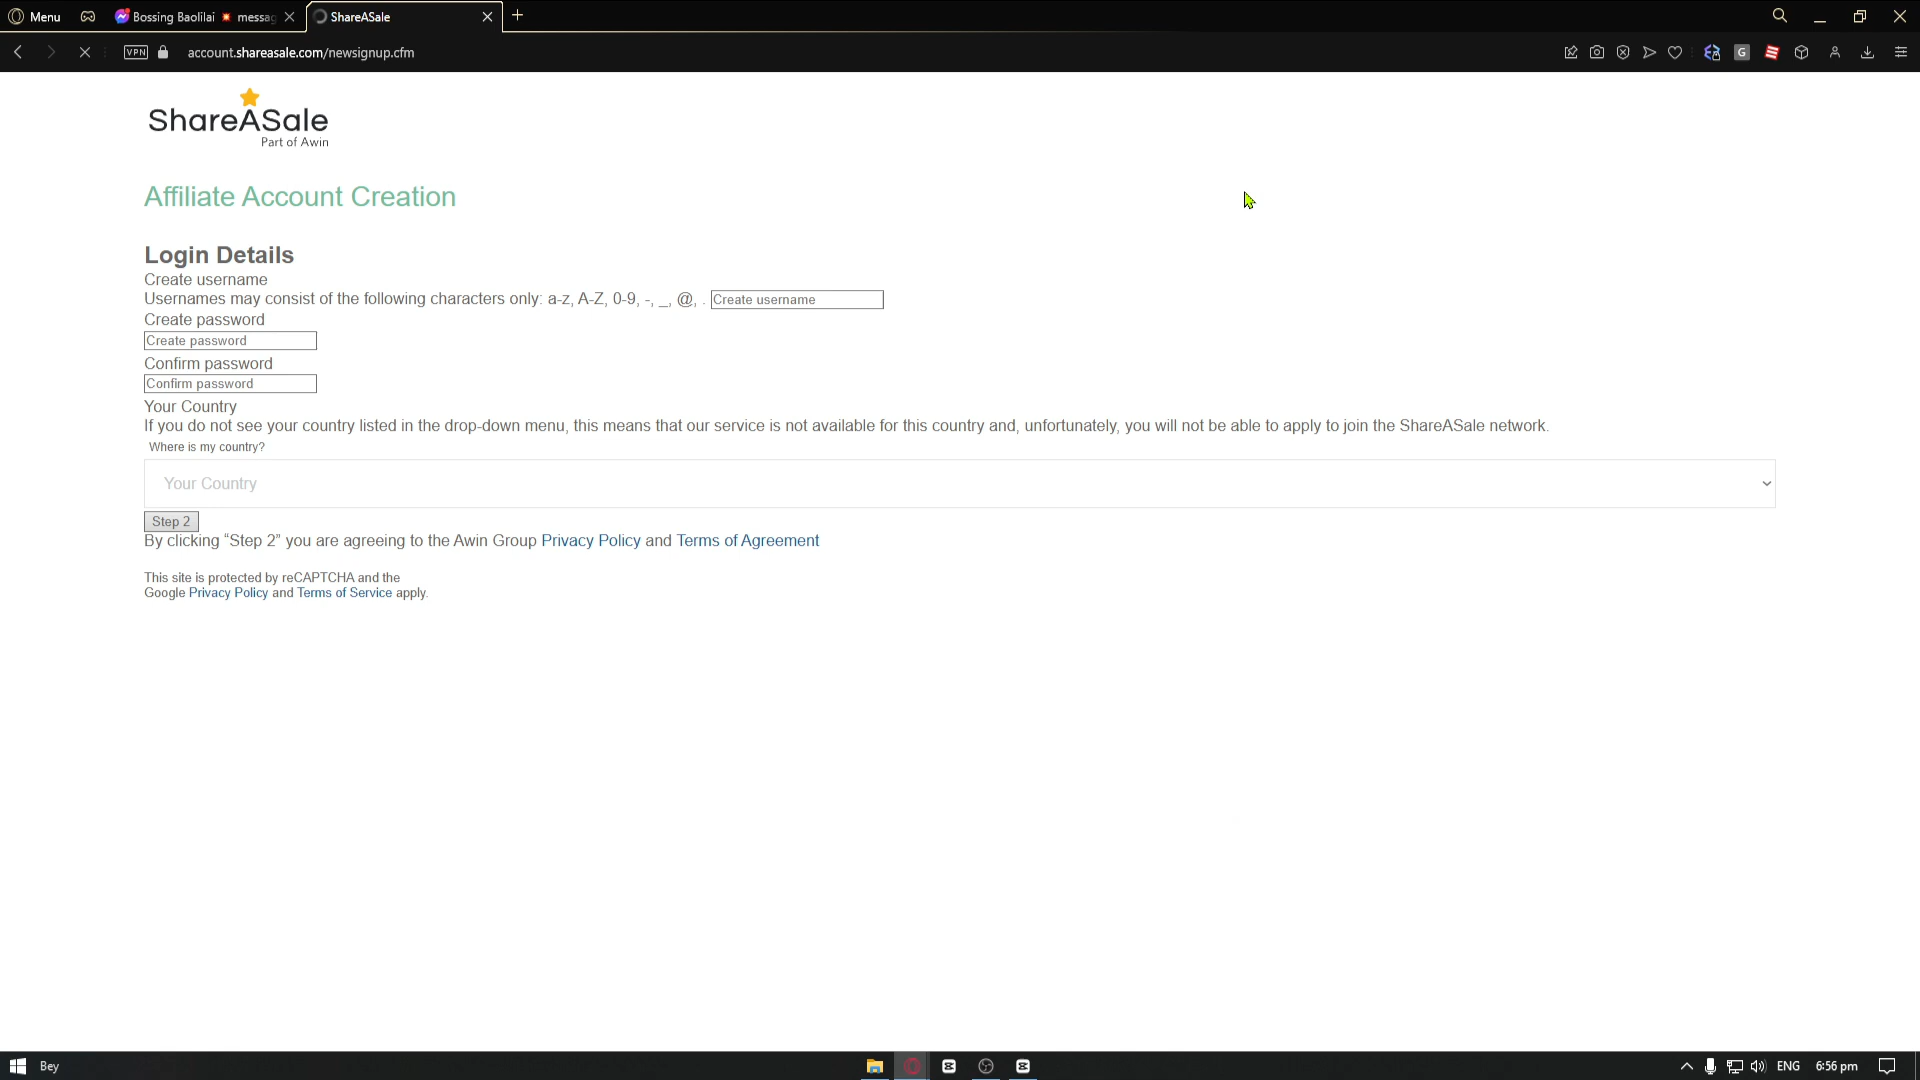 Menu
Bossing Baolilai 💥 messag
ShareASale
VPN
account.shareasale.com/newsignup.cfm
G
ShareASale
Part of Awin
Affiliate Account Creation
Login Details
Create username
Usernames may consist of the following characters only: a-z, A-Z, 0-9, -, _, @, . Create username
Create password
Create password
Confirm password
Confirm password
Your Country
If you do not see your country listed in the drop-down menu, this means that our service is not available for this country and, unfortunately, you will not be able to apply to join the ShareASale network.
Where is my country?
Your Country
Step 2
By clicking “Step 2” you are agreeing to the Awin Group Privacy Policy and Terms of Agreement
This site is protected by reCAPTCHA and the
Google Privacy Policy and Terms of Service apply.
Bey
ENG
6:56 pm